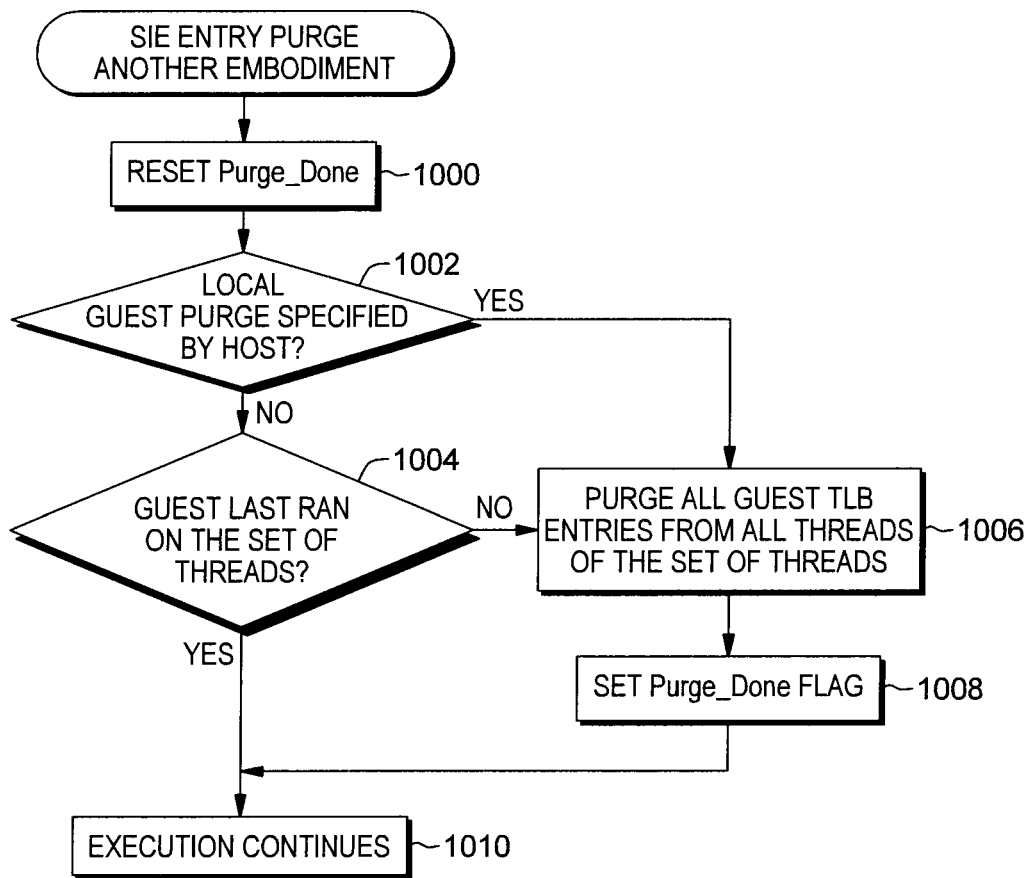 SIE ENTRY PURGE
ANOTHER EMBODIMENT
RESET Purge_Done
1000
1002
LOCAL
GUEST PURGE SPECIFIED
BY HOST?
YES
NO
1004
GUEST LAST RAN
ON THE SET OF
THREADS?
NO
PURGE ALL GUEST TLB
ENTRIES FROM ALL THREADS
OF THE SET OF THREADS
1006
YES
SET Purge_Done FLAG
1008
EXECUTION CONTINUES
1010